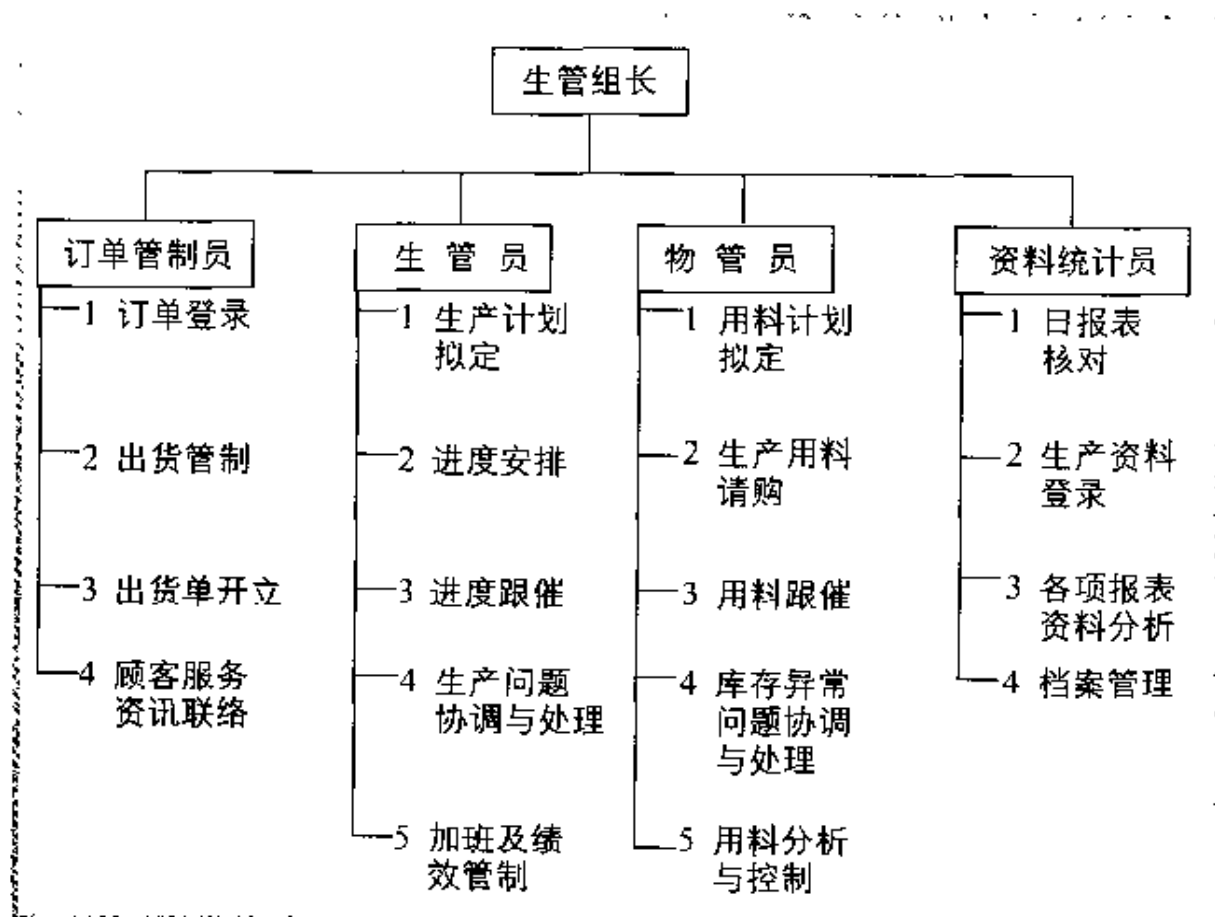 生管组长
订单管制员
1 订单登录
2 出货管制
3 出货单开立
4 顾客服务
资讯联络
生管员
1 生产计划
拟定
2 进度安排
3 进度跟催
4 生产问题
协调与处理
5 加班及绩
效管制
物管员
1 用料计划
拟定
2 生产用料
请购
3 用料跟催
4 库存异常
问题协调
与处理
5 用料分析
与控制
资料统计员
1 日报表
核对
2 生产资料
登录
3 各项报表
资料分析
4 档案管理